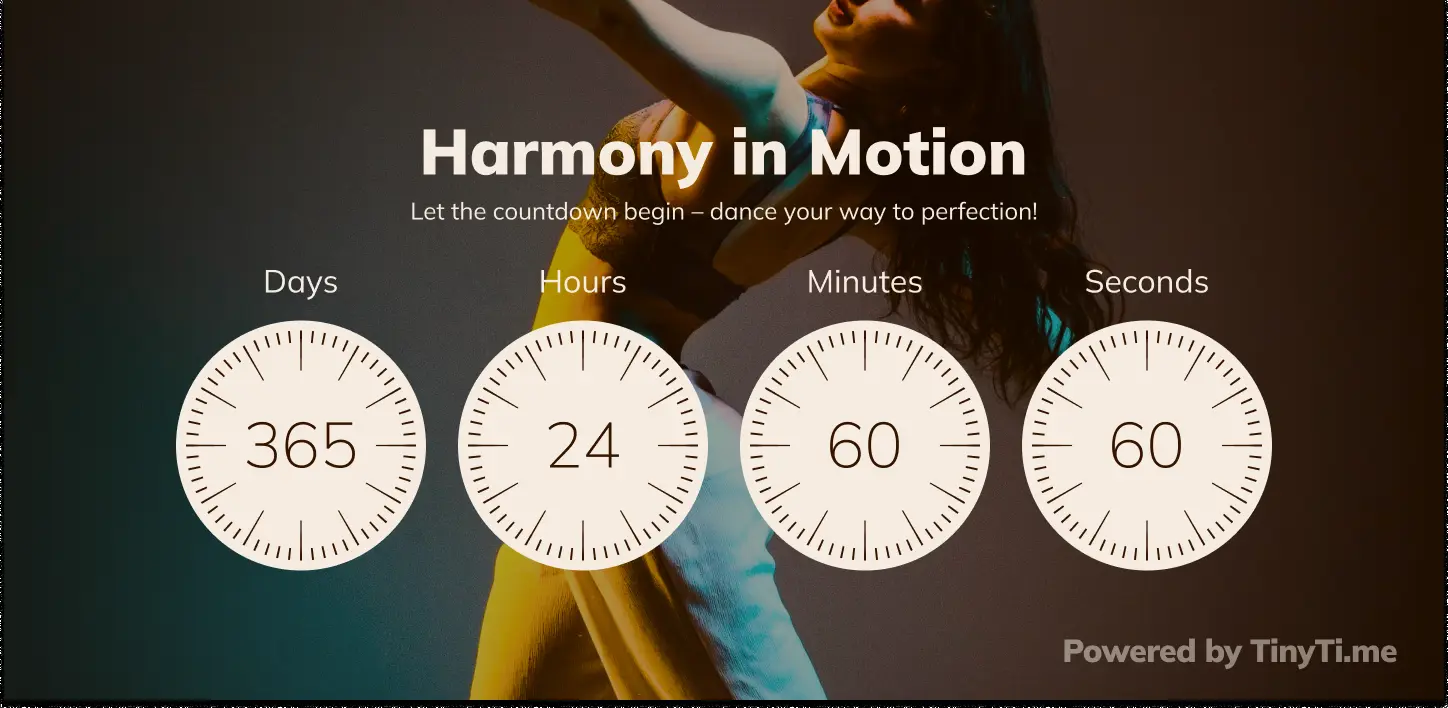 Harmony in Motion
Let the countdown begin – dance your way to perfection!
Days Hours Minutes Seconds
365 24 60 60
Powered by TinyTi.me